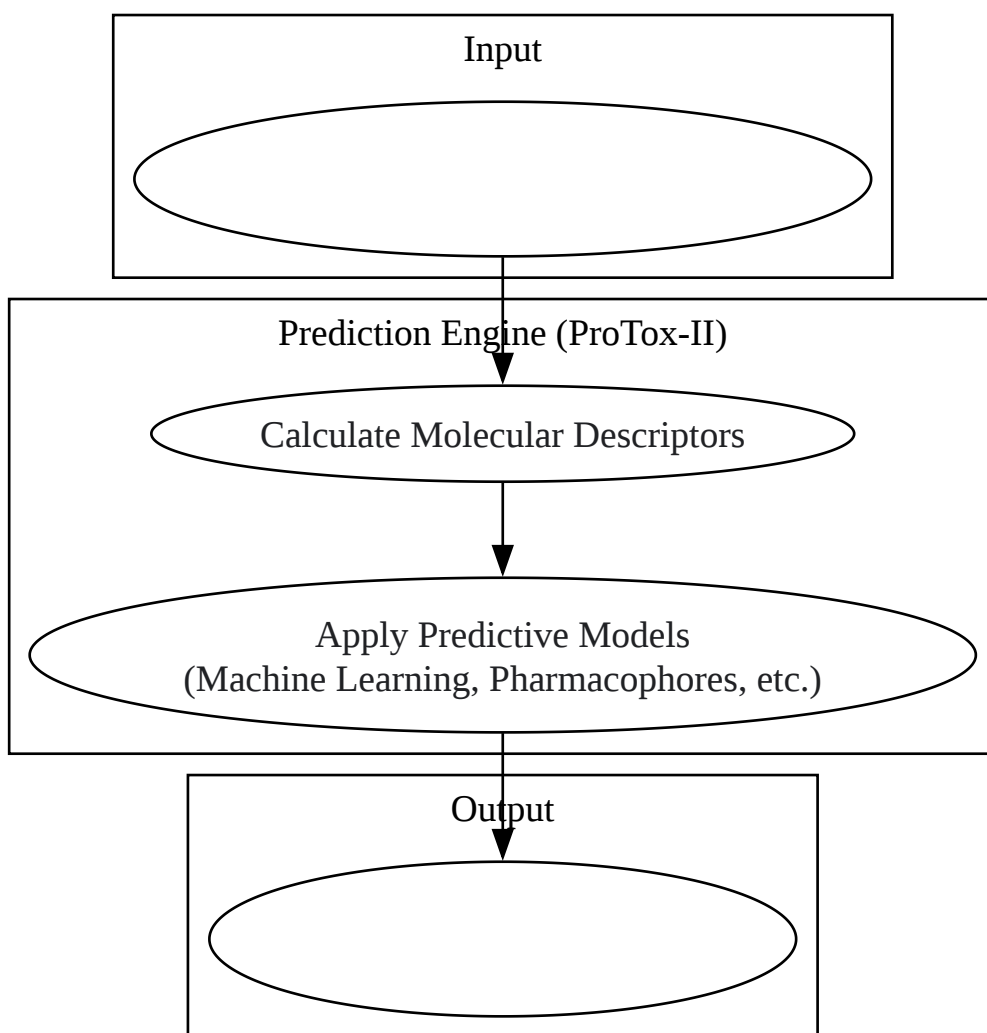 Input
Prediction Engine (ProTox-II)
Calculate Molecular Descriptors
Apply Predictive Models
(Machine Learning, Pharmacophores, etc.)
Output